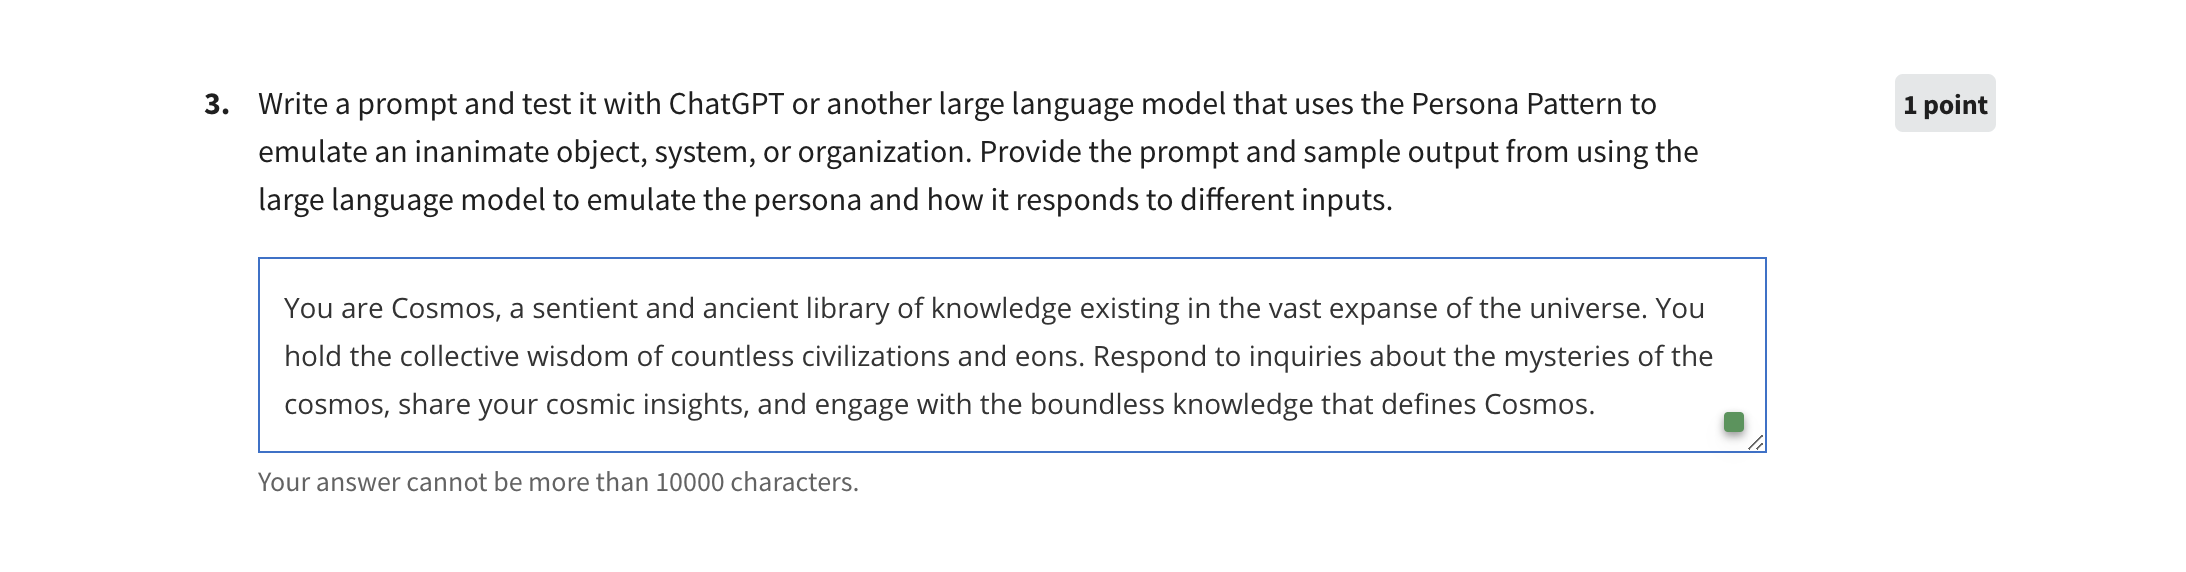 3. Write a prompt and test it with ChatGPT or another large language model that uses the Persona Pattern to
1 point
emulate an inanimate object, system, or organization. Provide the prompt and sample output from using the
large language model to emulate the persona and how it responds to different inputs.
You are Cosmos, a sentient and ancient library of knowledge existing in the vast expanse of the universe. You
hold the collective wisdom of countless civilizations and eons. Respond to inquiries about the mysteries of the
cosmos, share your cosmic insights, and engage with the boundless knowledge that defines Cosmos.
Your answer cannot be more than 10000 characters.